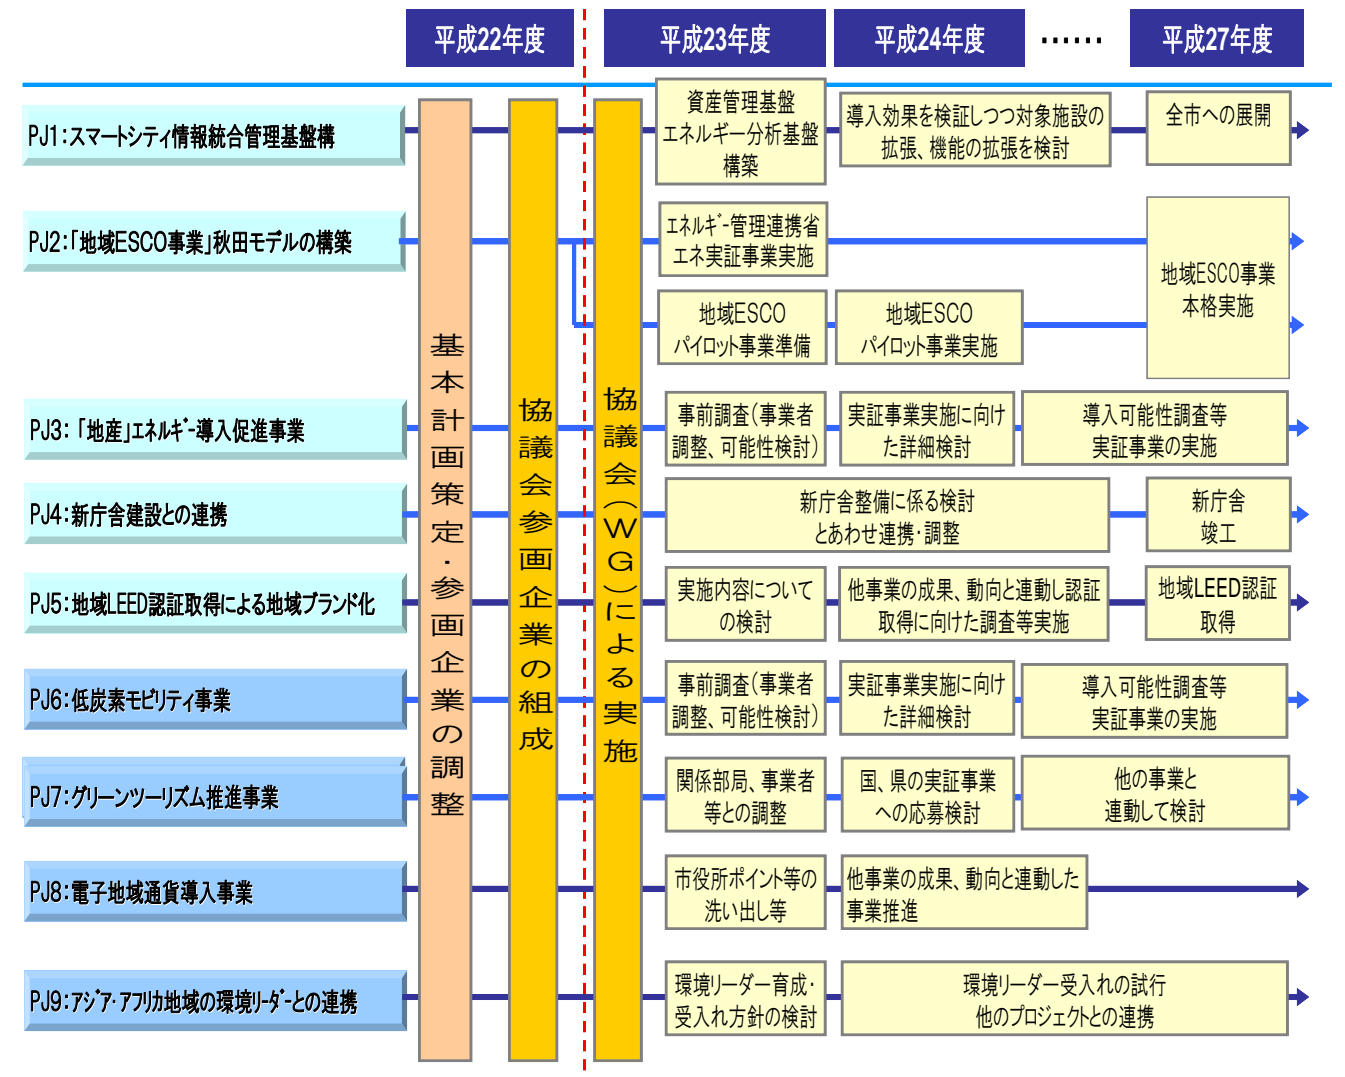 平成22年度
平成23年度
平成24年度
……
平成27年度
基本計画策定・参画企業の調整
協議会参画企業の組成
協議会（WG）による実施
PJ1：スマートシティ情報統合管理基盤構
資産管理基盤
エネルギー分析基盤
構築
導入効果を検証しつつ対象施設の
拡張、機能の拡張を検討
全市への展開
PJ2：「地域ESCO事業」秋田モデルの構築
ｴﾈﾙｷﾞｰ管理連携省
エネ実証事業実施
地域ESCO
パイロット事業準備
地域ESCO
パイロット事業実施
地域ESCO事業
本格実施
PJ3：「地産」ｴﾈﾙｷﾞｰ導入促進事業
事前調査（事業者
調整、可能性検討）
実証事業実施に向け
た詳細検討
導入可能性調査等
実証事業の実施
PJ4：新庁舎建設との連携
新庁舎整備に係る検討
とあわせ連携・調整
新庁舎
竣工
PJ5：地域LEED認証取得による地域ブランド化
実施内容について
の検討
他事業の成果、動向と連動し認証
取得に向けた調査等実施
地域LEED認証
取得
PJ6：低炭素モビリティ事業
事前調査（事業者
調整、可能性検討）
実証事業実施に向け
た詳細検討
導入可能性調査等
実証事業の実施
PJ7：グリーンツーリズム推進事業
関係部局、事業者
等との調整
国、県の実証事業
への応募検討
他の事業と
連動して検討
PJ8：電子地域通貨導入事業
市役所ポイント等の
洗い出し等
他事業の成果、動向と連動した
事業推進
PJ9：ｱｼﾞｱ・ｱﾌﾘｶ地域の環境ﾘｰﾀﾞｰとの連携
環境リーダー育成・
受入れ方針の検討
環境リーダー受入れの試行
他のプロジェクトとの連携